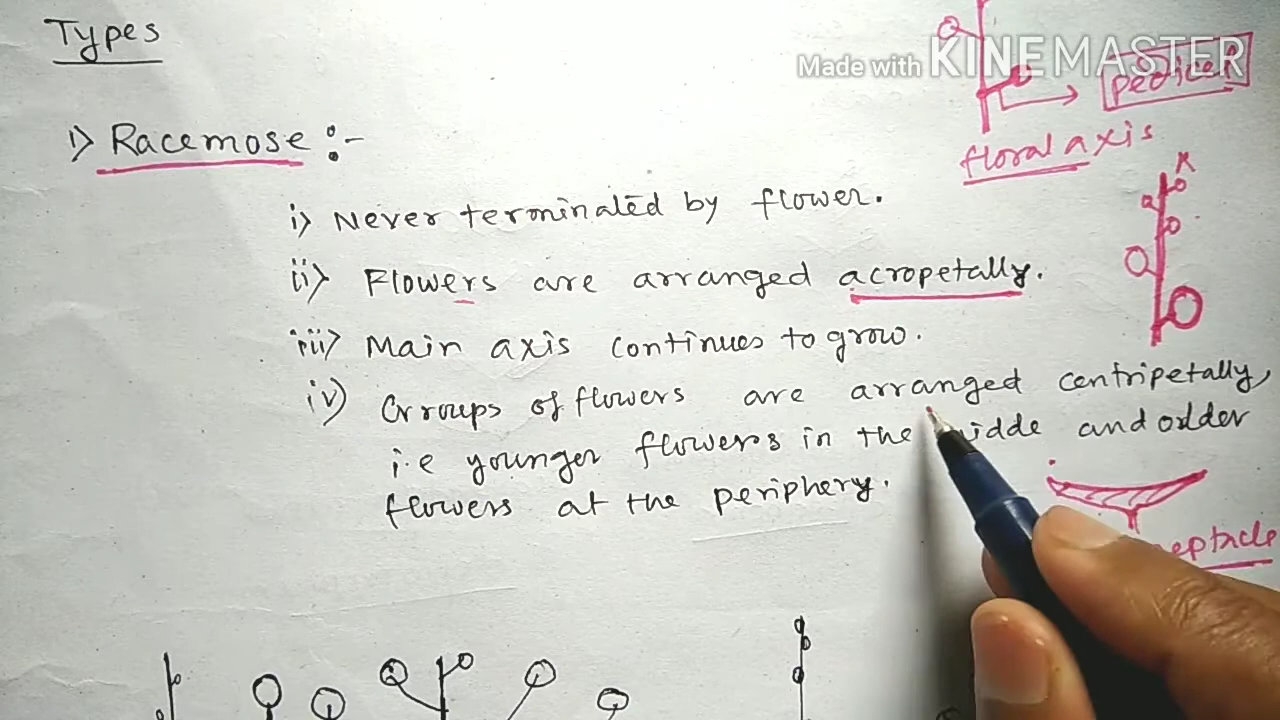 Types
Made with KINEMASTER
pedicel
floral axis
1) Racemose :-
i) Never terminated by flower.
ii) Flowers are arranged acropetally.
iii) Main axis continues to grow.
iv) Groups of flowers are arranged centripetally,
i.e younger flowers in the midde and older
flowers at the periphery.